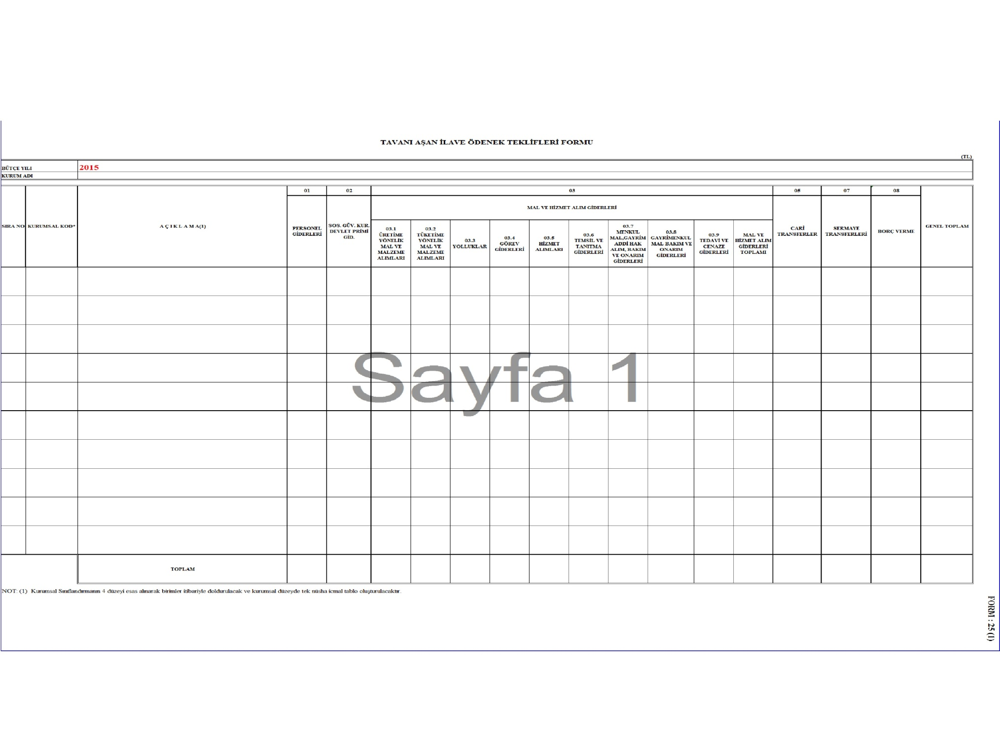 TAVANI AŞAN İLAVE ÖDENEK TEKLİFLERİ FORMU
(TL)
BÜTÇE YILI 2015
KURUM ADI
SIRA NO KURUMSAL KOD* A Ç I K L A M A(1)
01 02 03 05 07 08
MAL VE HİZMET ALIM GİDERLERİ
PERSONEL
GİDERLERİ
SOS. GÜV. KUR.
DEVLET PRİMİ
GİD.
03.1
ÜRETİME
YÖNELİK
MAL VE
MALZEME
ALIMLARI
03.2
TÜKETİME
YÖNELİK
MAL VE
MALZEME
ALIMLARI
03.3
YOLLUKLAR
03.4
GÖREV
GİDERLERİ
03.5
HİZMET
ALIMLARI
03.6
TEMSİL VE
TANITMA
GİDERLERİ
03.7
MENKUL
MAL,GAYRİM
ADDİ HAK
ALIM, BAKIM
VE ONARIM
GİDERLERİ
03.8
GAYRİMENKUL
MAL BAKIM VE
ONARIM
GİDERLERİ
03.9
TEDAVİ VE
CENAZE
GİDERLERİ
MAL VE
HİZMET ALIM
GİDERLERİ
TOPLAMI
CARİ
TRANSFERLER
SERMAYE
TRANSFERLERİ
BORÇ VERME
GENEL TOPLAM
Sayfa 1
TOPLAM
NOT: (1) Kurumsal Sınıflandırmanın 4 düzeyi esas alınarak birimler itibariyle doldurulacak ve kurumsal düzeyde tek nüsha icmal tablo oluşturulacaktır.
FORM : 25 (1)